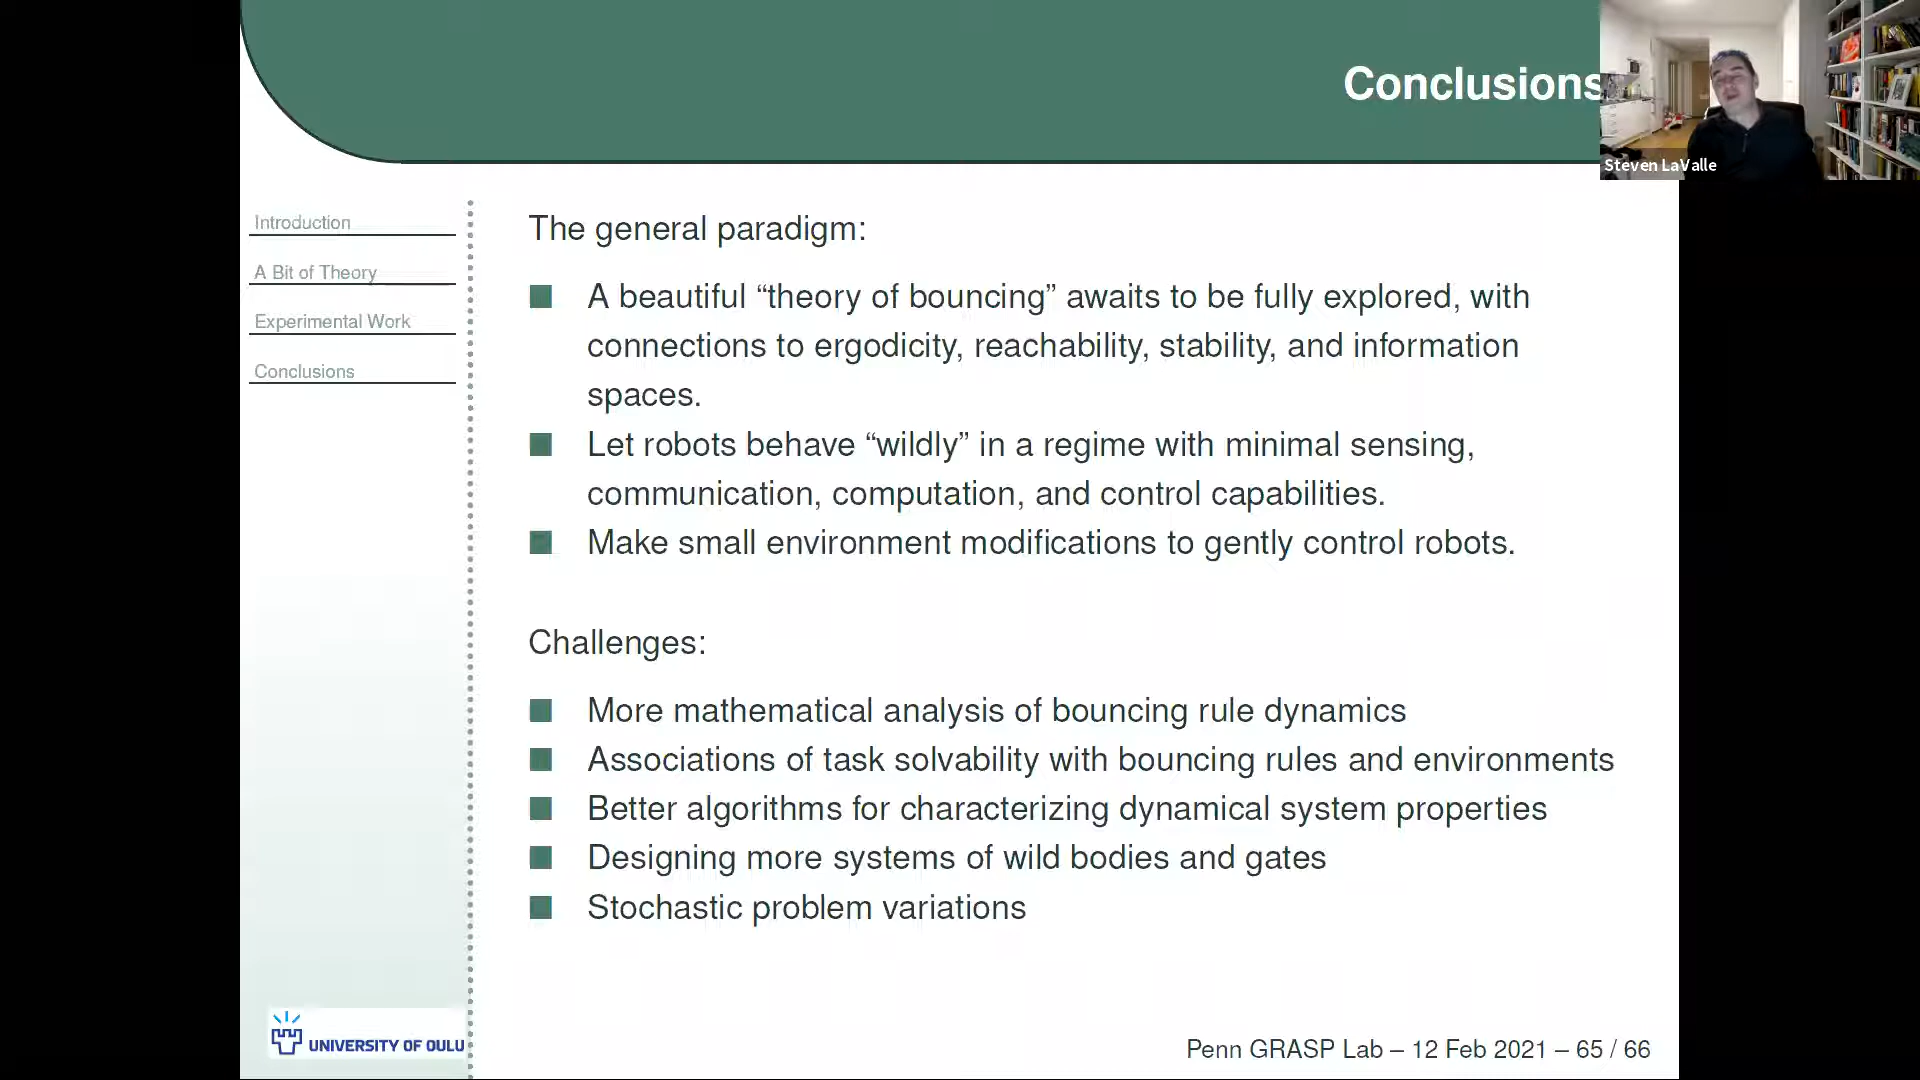 Conclusions
Steven LaValle
Introduction
A Bit of Theory
Experimental Work
Conclusions
The general paradigm:
A beautiful “theory of bouncing” awaits to be fully explored, with
connections to ergodicity, reachability, stability, and information
spaces.
Let robots behave “wildly” in a regime with minimal sensing,
communication, computation, and control capabilities.
Make small environment modifications to gently control robots.
Challenges:
More mathematical analysis of bouncing rule dynamics
Associations of task solvability with bouncing rules and environments
Better algorithms for characterizing dynamical system properties
Designing more systems of wild bodies and gates
Stochastic problem variations
UNIVERSITY OF OULU
Penn GRASP Lab – 12 Feb 2021 – 65 / 66